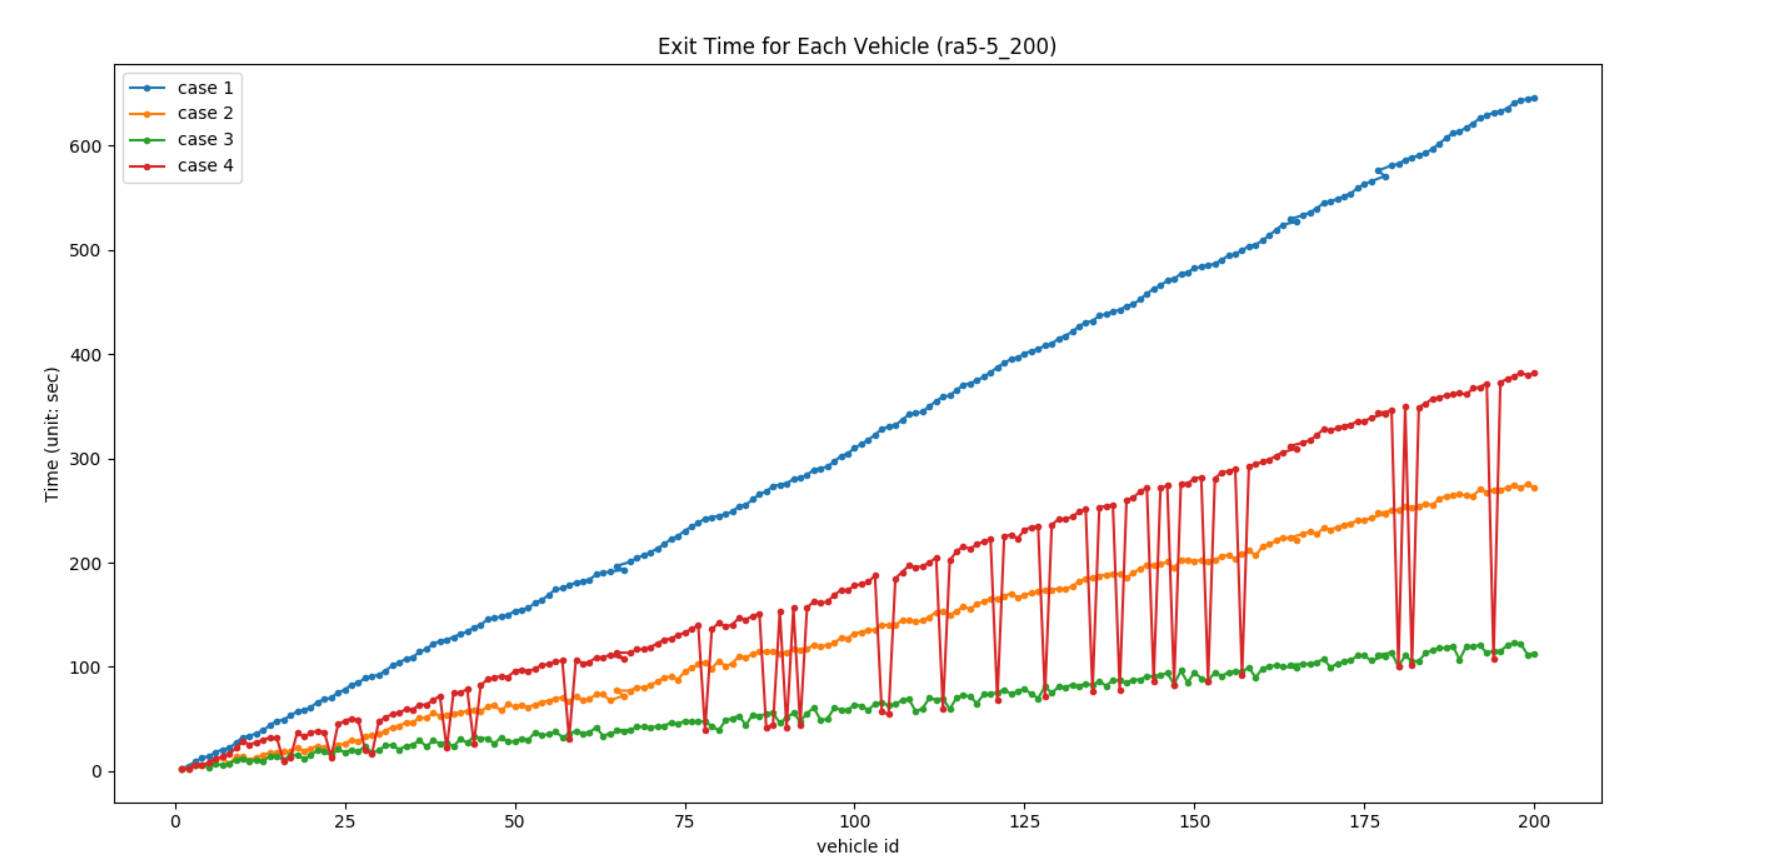 Exit Time for Each Vehicle (ra5-5_200)
case 1
case 2
case 3
case 4
Time (unit: sec)
600
500
400
300
200
100
0
0 25 50 75 100 125 150 175 200
vehicle id